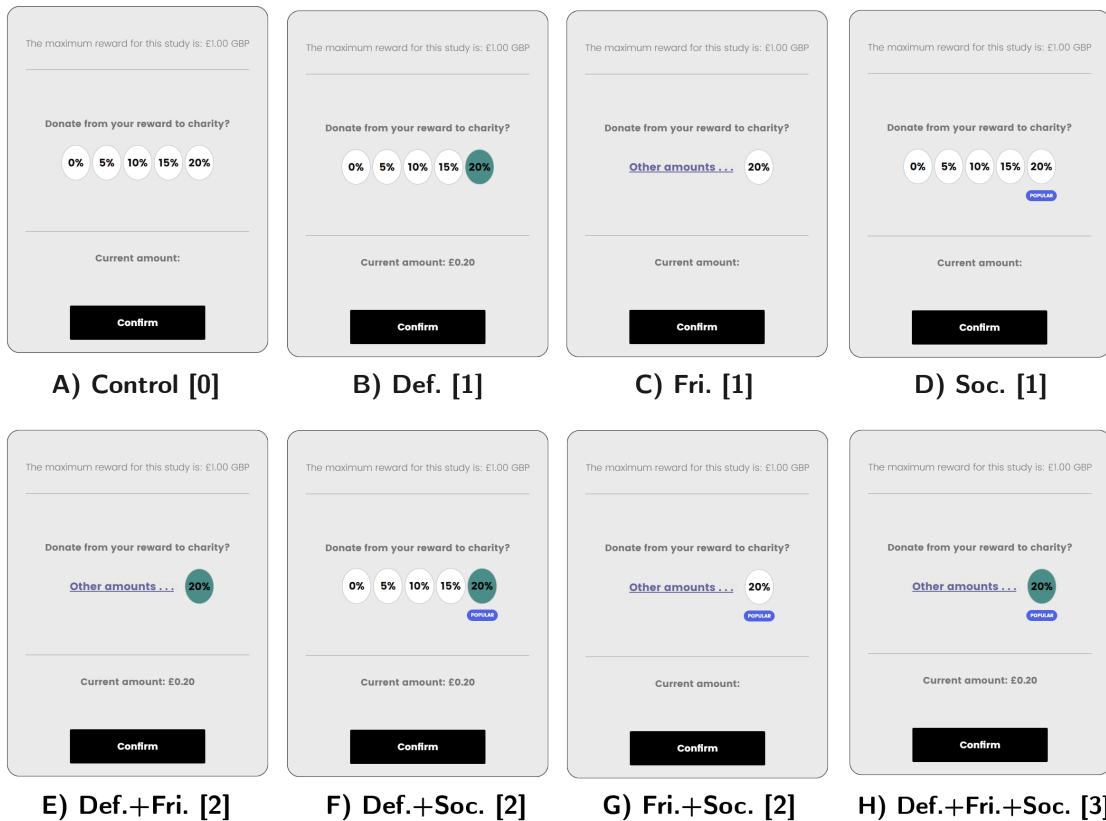 The maximum reward for this study is: £1.00 GBP
Donate from your reward to charity?
0% 5% 10% 15% 20%
Current amount:
Confirm
A) Control [0]
The maximum reward for this study is: £1.00 GBP
Donate from your reward to charity?
0% 5% 10% 15% 20%
Current amount: £0.20
Confirm
B) Def. [1]
The maximum reward for this study is: £1.00 GBP
Donate from your reward to charity?
Other amounts . . . 20%
Current amount:
Confirm
C) Fri. [1]
The maximum reward for this study is: £1.00 GBP
Donate from your reward to charity?
0% 5% 10% 15% 20%
POPULAR
Current amount:
Confirm
D) Soc. [1]
The maximum reward for this study is: £1.00 GBP
Donate from your reward to charity?
Other amounts . . . 20%
Current amount: £0.20
Confirm
E) Def.+Fri. [2]
The maximum reward for this study is: £1.00 GBP
Donate from your reward to charity?
0% 5% 10% 15% 20%
POPULAR
Current amount: £0.20
Confirm
F) Def.+Soc. [2]
The maximum reward for this study is: £1.00 GBP
Donate from your reward to charity?
Other amounts . . . 20%
POPULAR
Current amount:
Confirm
G) Fri.+Soc. [2]
The maximum reward for this study is: £1.00 GBP
Donate from your reward to charity?
Other amounts . . . 20%
POPULAR
Current amount: £0.20
Confirm
H) Def.+Fri.+Soc. [3]